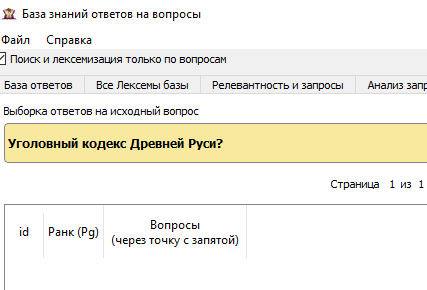 База знаний ответов на вопросы
Файл Справка
Поиск и лексемизация только по вопросам
База ответов Все Лексемы базы Релевантность и запросы Анализ запр
Выборка ответов на исходный вопрос
Уголовный кодекс Древней Руси?
Страница 1 из 1
id Ранк (Pg) Вопросы
(через точку с запятой)